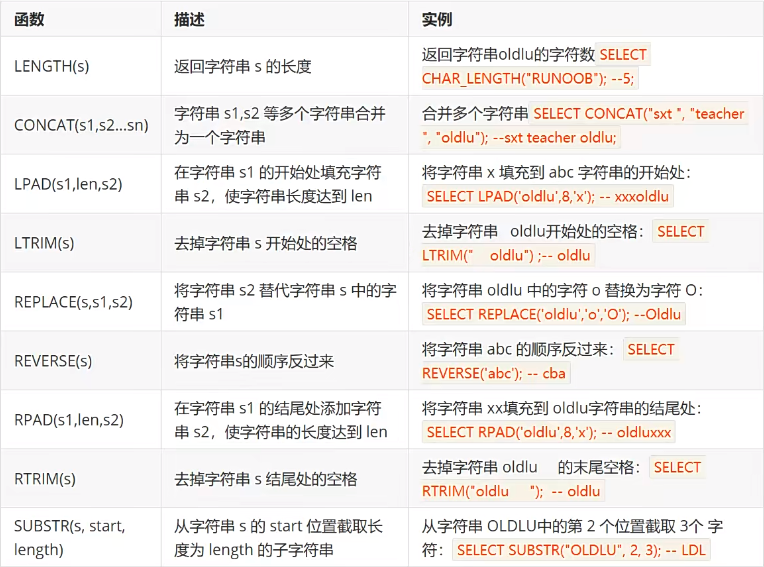 函数 描述 实例
LENGTH(s) 返回字符串 s 的长度 返回字符串oldlu的字符数 SELECT
CHAR_LENGTH("RUNOOB"); --5;
CONCAT(s1,s2...sn) 字符串 s1,s2 等多个字符串合并
为一个字符串 合并多个字符串 SELECT CONCAT("sxt ", "teacher
", "oldlu"); --sxt teacher oldlu;
LPAD(s1,len,s2) 在字符串 s1 的开始处填充字符
串 s2，使字符串长度达到 len 将字符串 x 填充到 abc 字符串的开始处：
SELECT LPAD('oldlu',8,'x'); -- xxxoldlu
LTRIM(s) 去掉字符串 s 开始处的空格 去掉字符串 oldlu开始处的空格： SELECT
LTRIM(" oldlu") ;-- oldlu
REPLACE(s,s1,s2) 将字符串 s2 替代字符串 s 中的字
符串 s1 将字符串 oldlu 中的字符 o 替换为字符 O：
SELECT REPLACE('oldlu','o','O'); --Oldlu
REVERSE(s) 将字符串s的顺序反过来 将字符串 abc 的顺序反过来： SELECT
REVERSE('abc'); -- cba
RPAD(s1,len,s2) 在字符串 s1 的结尾处添加字符
串 s2，使字符串的长度达到 len 将字符串 xx填充到 oldlu字符串的结尾处：
SELECT RPAD('oldlu',8,'x'); -- oldluxxx
RTRIM(s) 去掉字符串 s 结尾处的空格 去掉字符串 oldlu 的末尾空格： SELECT
RTRIM("oldlu "); -- oldlu
SUBSTR(s, start,
length) 从字符串 s 的 start 位置截取长
度为 length 的子字符串 从字符串 OLDLU中的第 2 个位置截取 3个 字
符： SELECT SUBSTR("OLDLU", 2, 3); -- LDL